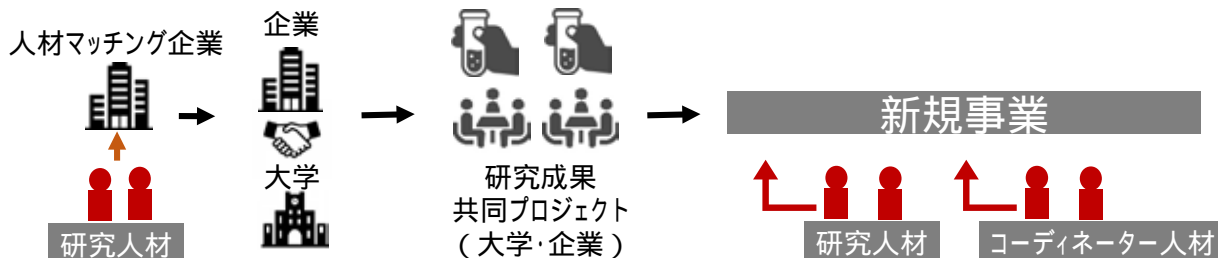 人材マッチング企業
研究人材
企業
大学
研究成果
共同プロジェクト
(大学・企業)
新規事業
研究人材
コーディネーター人材